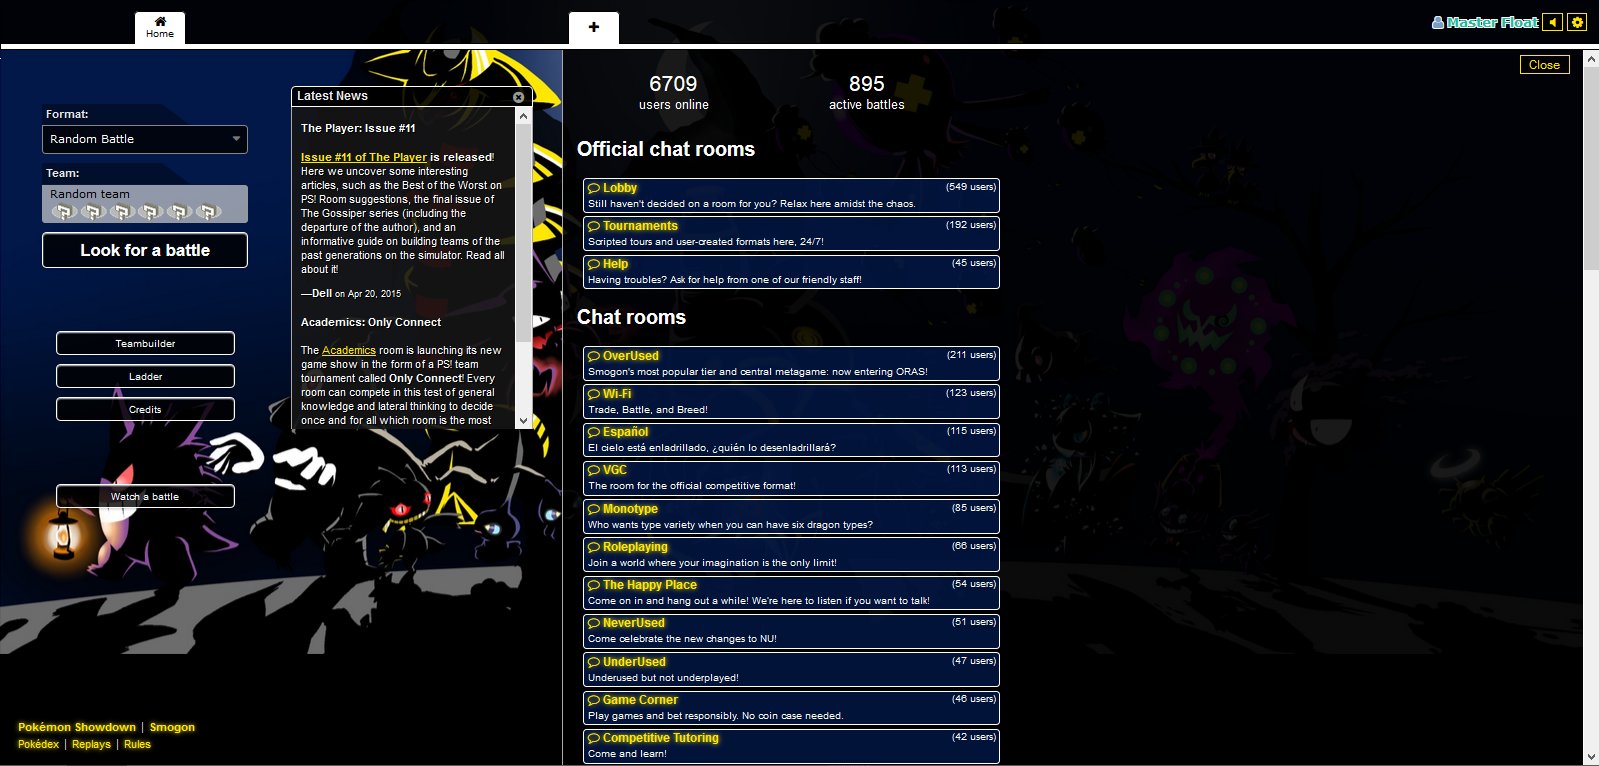 Home
+
Master Float
Format:
Random Battle
Team:
Random team
Look for a battle
Teambuilder
Ladder
Credits
Watch a battle
Pokémon Showdown | Smogon
Pokédex | Replays | Rules
Latest News
The Player: Issue #11
Issue #11 of The Player is released!
Here we uncover some interesting
articles, such as the Best of the Worst on
PS! Room suggestions, the final issue of
The Gossiper series (including the
departure of the author), and an
informative guide on building teams of the
past generations on the simulator. Read all
about it!
—Dell on Apr 20, 2015
Academics: Only Connect
The Academics room is launching its new
game show in the form of a PS! team
tournament called Only Connect! Every
room can compete in this test of general
knowledge and lateral thinking to decide
once and for all which room is the most
Close
6709
users online
895
active battles
Official chat rooms
Lobby (549 users)
Still haven't decided on a room for you? Relax here amidst the chaos.
Tournaments (192 users)
Scripted tours and user-created formats here, 24/7!
Help (45 users)
Having troubles? Ask for help from one of our friendly staff!
Chat rooms
OverUsed (211 users)
Smogon's most popular tier and central metagame: now entering ORAS!
Wi-Fi (123 users)
Trade, Battle, and Breed!
Español (115 users)
El cielo está enladrillado, ¿quién lo desenladrillará?
VGC (113 users)
The room for the official competitive format!
Monotype (85 users)
Who wants type variety when you can have six dragon types?
Roleplaying (66 users)
Join a world where your imagination is the only limit!
The Happy Place (54 users)
Come on in and hang out a while! We're here to listen if you want to talk!
NeverUsed (51 users)
Come celebrate the new changes to NU!
UnderUsed (47 users)
Underused but not underplayed!
Game Corner (46 users)
Play games and bet responsibly. No coin case needed.
Competitive Tutoring (42 users)
Come and learn!